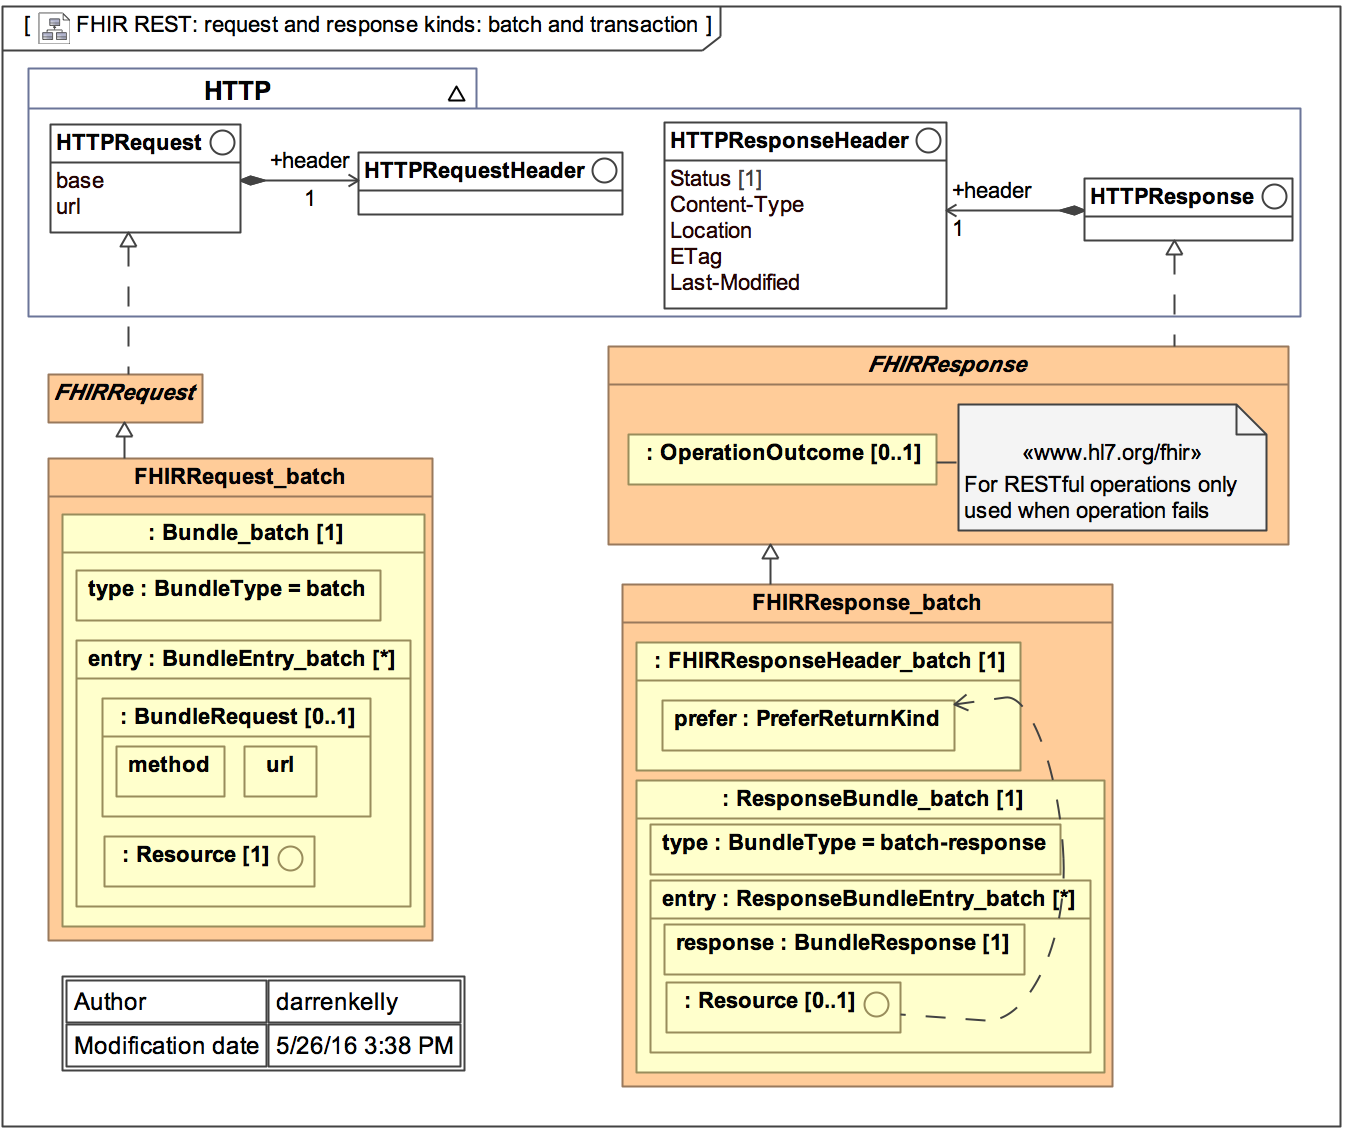 [ FHIR REST: request and response kinds: batch and transaction ]
HTTP
HTTPRequest
base
url
+header
1
HTTPRequestHeader
HTTPResponseHeader
Status [1]
Content-Type
Location
ETag
Last-Modified
+header
1
HTTPResponse
FHIRRequest
FHIRRequest_batch
: Bundle_batch [1]
type : BundleType = batch
entry : BundleEntry_batch [*]
: BundleRequest [0..1]
method
url
: Resource [1]
FHIRResponse
: OperationOutcome [0..1]
«www.hl7.org/fhir»
For RESTful operations only
used when operation fails
FHIRResponse_batch
: FHIRResponseHeader_batch [1]
prefer : PreferReturnKind
: ResponseBundle_batch [1]
type : BundleType = batch-response
entry : ResponseBundleEntry_batch [*]
response : BundleResponse [1]
: Resource [0..1]
Author darrenkelly
Modification date 5/26/16 3:38 PM